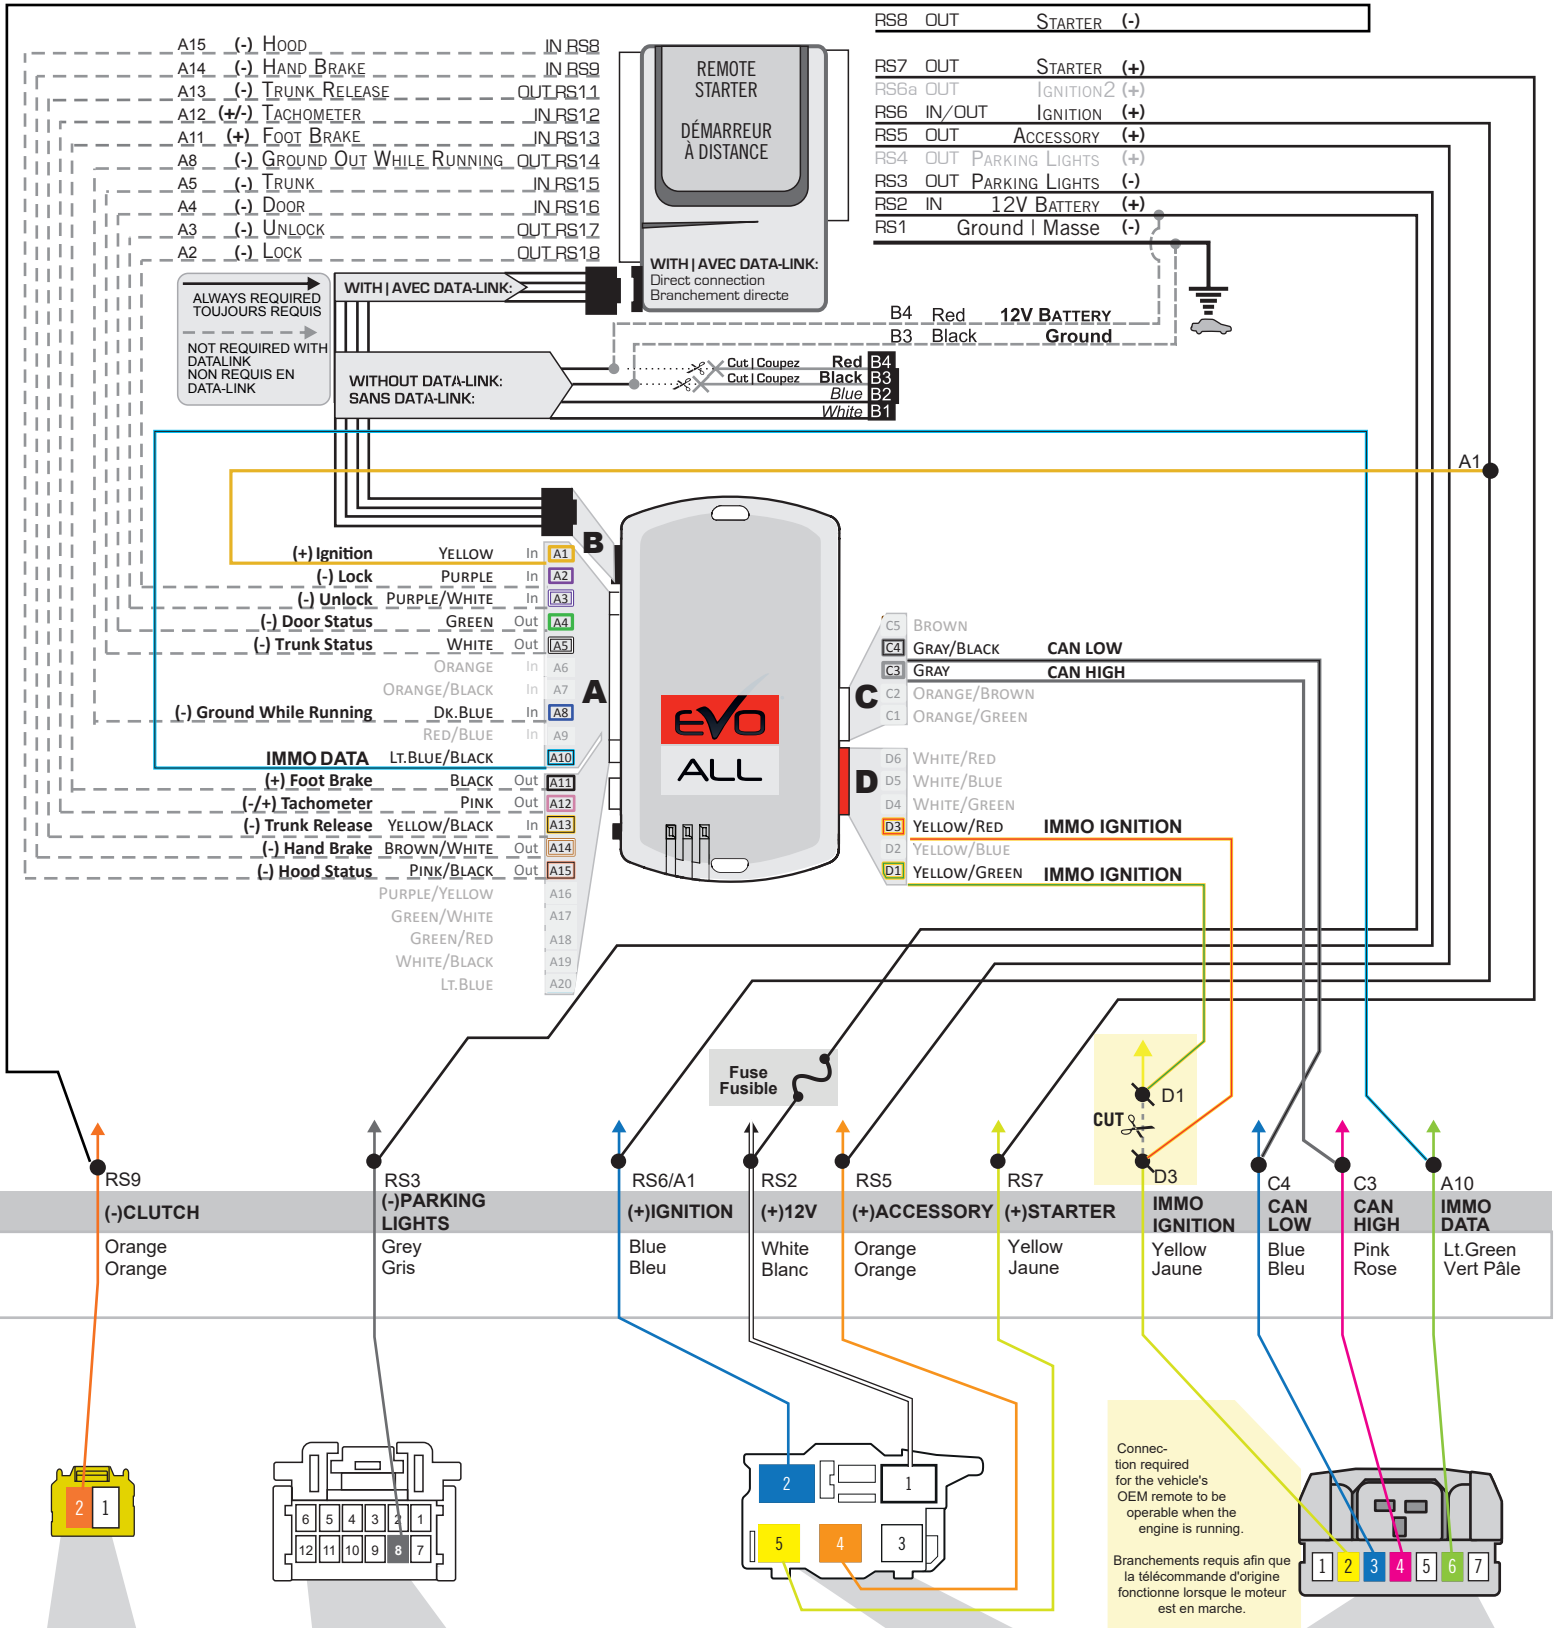 RS8 OUT STARTER (-)
A15 (-) HOOD IN RS8
A14 (-) HAND BRAKE IN RS9
A13 (-) TRUNK RELEASE OUT RS11
A12 (+/-) TACHOMETER IN RS12
A11 (+) FOOT BRAKE IN RS13
A8 (-) GROUND OUT WHILE RUNNING OUT RS14
A5 (-) TRUNK IN RS15
A4 (-) DOOR IN RS16
A3 (-) UNLOCK OUT RS17
A2 (-) LOCK OUT RS18
REMOTE
STARTER
DÉMARREUR
À DISTANCE
WITH | AVEC DATA-LINK:
Direct connection
Branchement directe
RS7 OUT STARTER (+)
RS6a OUT IGNITION2 (+)
RS6 IN/OUT IGNITION (+)
RS5 OUT ACCESSORY (+)
RS4 OUT PARKING LIGHTS (+)
RS3 OUT PARKING LIGHTS (-)
RS2 IN 12V BATTERY (+)
RS1 Ground | Masse (-)
ALWAYS REQUIRED
TOUJOURS REQUIS
NOT REQUIRED WITH
DATALINK
NON REQUIS EN
DATA-LINK
WITH | AVEC DATA-LINK:
WITHOUT DATA-LINK:
SANS DATA-LINK:
B4 Red 12V BATTERY
B3 Black Ground
Cut | Coupez Red B4
Cut | Coupez Black B3
Blue B2
White B1
A1
B
(+) Ignition YELLOW In A1
(-) Lock PURPLE In A2
(-) Unlock PURPLE/WHITE In A3
(-) Door Status GREEN Out A4
(-) Trunk Status WHITE Out A5
ORANGE In A6
ORANGE/BLACK In A7
(-) Ground While Running DK.BLUE In A8
RED/BLUE In A9
IMMO DATA LT.BLUE/BLACK A10
(+) Foot Brake BLACK Out A11
(-/+) Tachometer PINK Out A12
(-) Trunk Release YELLOW/BLACK In A13
(-) Hand Brake BROWN/WHITE Out A14
(-) Hood Status PINK/BLACK Out A15
PURPLE/YELLOW A16
GREEN/WHITE A17
GREEN/RED A18
WHITE/BLACK A19
LT.BLUE A20
A
EVO
ALL
C
C5 BROWN
C4 GRAY/BLACK CAN LOW
C3 GRAY CAN HIGH
C2 ORANGE/BROWN
C1 ORANGE/GREEN
D
D6 WHITE/RED
D5 WHITE/BLUE
D4 WHITE/GREEN
D3 YELLOW/RED IMMO IGNITION
D2 YELLOW/BLUE
D1 YELLOW/GREEN IMMO IGNITION
Fuse
Fusible
D1
CUT
D3
RS9
(-)CLUTCH
Orange
Orange
RS3
(-)PARKING
LIGHTS
Grey
Gris
RS6/A1
(+)IGNITION
Blue
Bleu
RS2
(+)12V
White
Blanc
RS5
(+)ACCESSORY
Orange
Orange
RS7
(+)STARTER
Yellow
Jaune
IMMO
IGNITION
Yellow
Jaune
C4
CAN
LOW
Blue
Bleu
C3
CAN
HIGH
Pink
Rose
A10
IMMO
DATA
Lt.Green
Vert Pâle
2 1
6 5 4 3 2 1
12 11 10 9 8 7
2 1
5 4 3
Connec-
tion required
for the vehicle's
OEM remote to be
operable when the
engine is running.
Branchements requis afin que
la télécommande d'origine
fonctionne lorsque le moteur
est en marche.
1 2 3 4 5 6 7